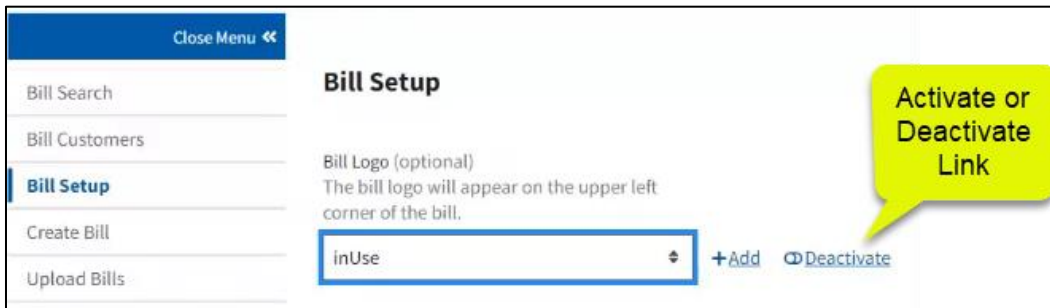 Close Menu «
Bill Search
Bill Customers
Bill Setup
Create Bill
Upload Bills
Bill Setup
Bill Logo (optional)
The bill logo will appear on the upper left
corner of the bill.
inUse
+Add Deactivate
Activate or
Deactivate
Link